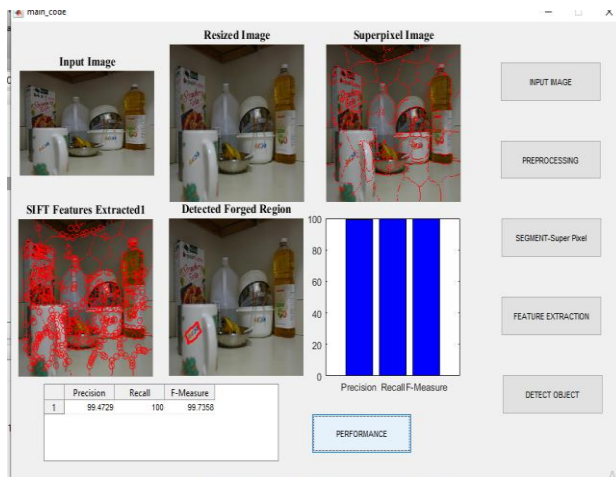 main_code
Input Image
Resized Image
Superpixel Image
INPUT IMAGE
PREPROCESSING
SEGMENT-Super Pixel
FEATURE EXTRACTION
DETECT OBJECT
SIFT Features Extracted1
Detected Forged Region
100
80
60
40
20
0
Precision Recall F-Measure
Precision Recall F-Measure
1 99.4729 100 99.7358
PERFORMANCE